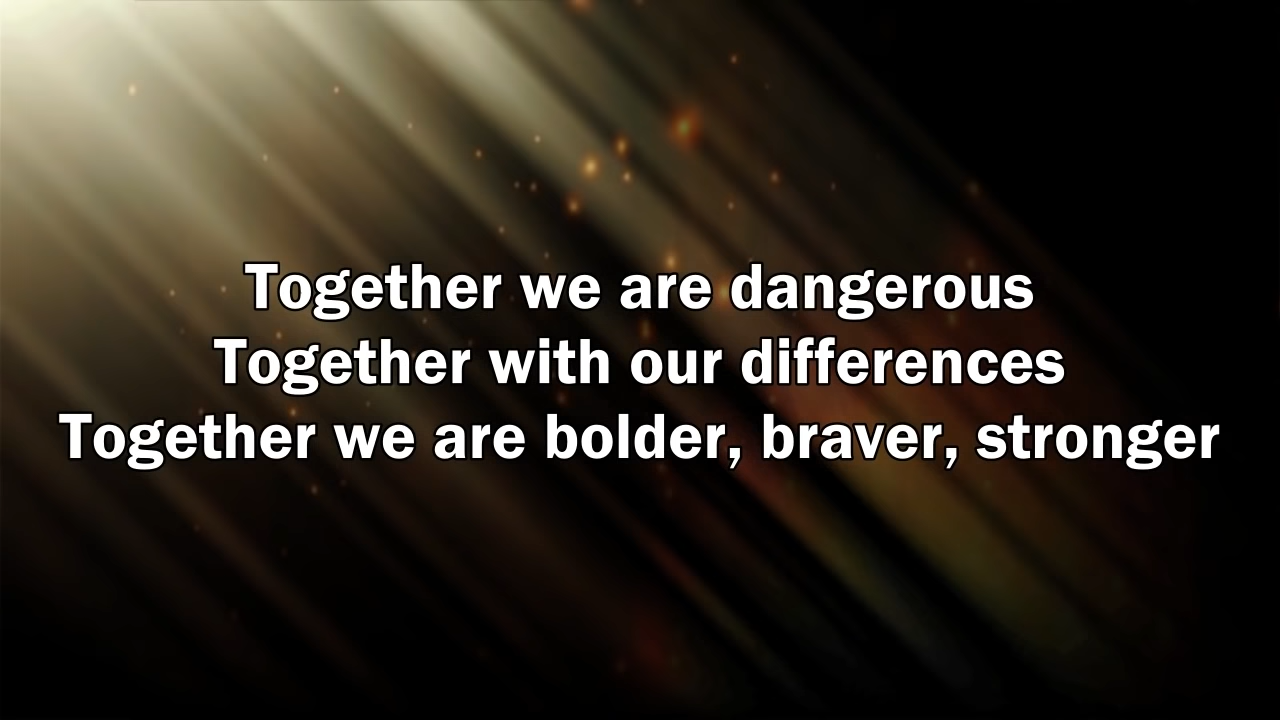 Together we are dangerous
Together with our differences
Together we are bolder, braver, stronger